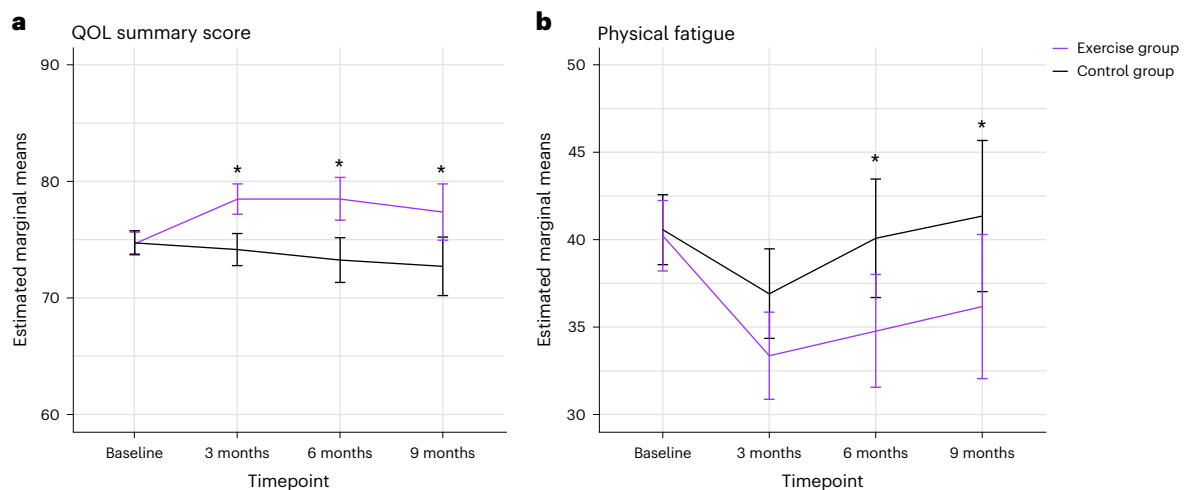 a
QOL summary score
Estimated marginal means
90
80
70
60
*
*
*
Baseline
3 months
6 months
9 months
Timepoint
b
Physical fatigue
Estimated marginal means
50
45
40
35
30
*
*
Baseline
3 months
6 months
9 months
Timepoint
Exercise group
Control group